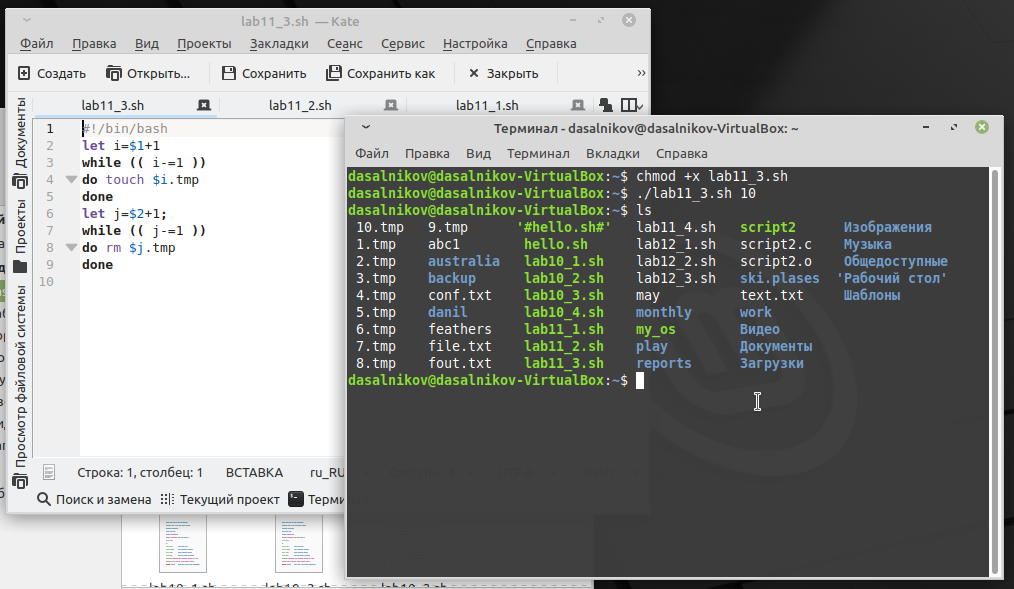 lab11_3.sh — Kate
Файл Правка Вид Проекты Закладки Сеанс Сервис Настройка Справка
Создать Открыть... Сохранить Сохранить как Закрыть »
lab11_3.sh lab11_2.sh lab11_1.sh
Документы
Проекты
Просмотр файловой системы
1 #!/bin/bash
2 let i=$1+1
3 while (( i-=1 ))
4 do touch $i.tmp
5 done
6 let j=$2+1;
7 while (( j-=1 ))
8 do rm $j.tmp
9 done
10
Строка: 1, столбец: 1 ВСТАВКА ru_RU
Поиск и замена Текущий проект Терми
Терминал - dasalnikov@dasalnikov-VirtualBox: ~
Файл Правка Вид Терминал Вкладки Справка
dasalnikov@dasalnikov-VirtualBox:~$ chmod +x lab11_3.sh
dasalnikov@dasalnikov-VirtualBox:~$ ./lab11_3.sh 10
dasalnikov@dasalnikov-VirtualBox:~$ ls
10.tmp 9.tmp '#hello.sh#' lab11_4.sh script2 Изображения
1.tmp abc1 hello.sh lab12_1.sh script2.c Музыка
2.tmp australia lab10_1.sh lab12_2.sh script2.o Общедоступные
3.tmp backup lab10_2.sh lab12_3.sh ski.plases 'Рабочий стол'
4.tmp conf.txt lab10_3.sh may text.txt Шаблоны
5.tmp danil lab10_4.sh monthly work
6.tmp feathers lab11_1.sh my_os Видео
7.tmp file.txt lab11_2.sh play Документы
8.tmp fout.txt lab11_3.sh reports Загрузки
dasalnikov@dasalnikov-VirtualBox:~$